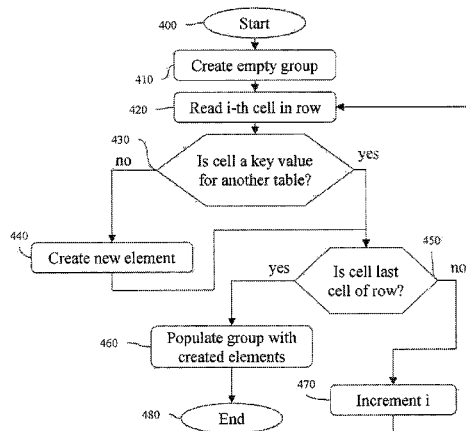 400
Start
410
Create empty group
420
Read i-th cell in row
430
no
Is cell a key value
for another table?
yes
440
Create new element
450
yes
Is cell last
cell of row?
no
460
Populate group with
created elements
470
Increment i
480
End